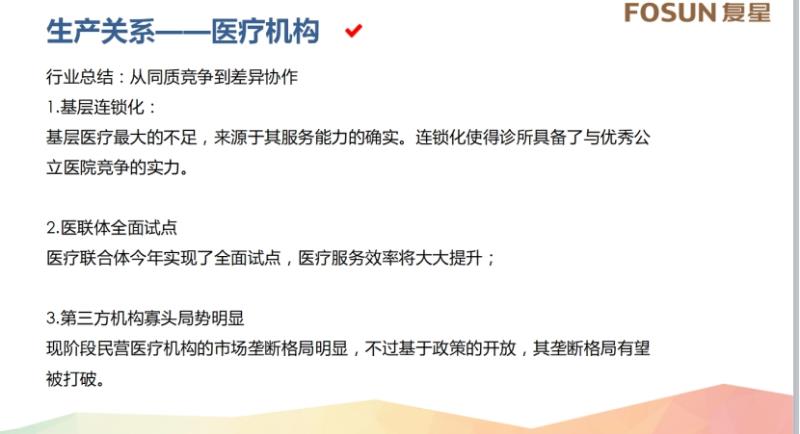 FOSUN 复星
生产关系——医疗机构
行业总结：从同质竞争到差异协作
1.基层连锁化：
基层医疗最大的不足，来源于其服务能力的确实。连锁化使得诊所具备了与优秀公
立医院竞争的实力。
2.医联体全面试点
医疗联合体今年实现了全面试点，医疗服务效率将大大提升；
3.第三方机构寡头局势明显
现阶段民营医疗机构的市场垄断格局明显，不过基于政策的开放，其垄断格局有望
被打破。